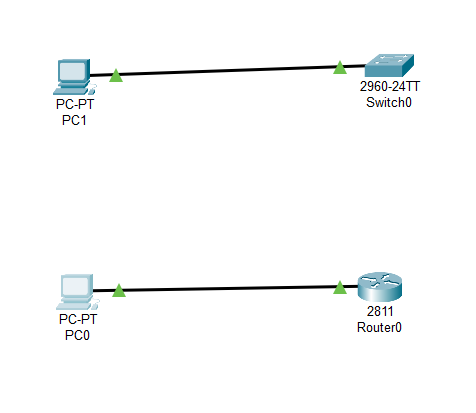 2960-24TT
Switch0
PC-PT
PC1
2811
Router0
PC-PT
PC0